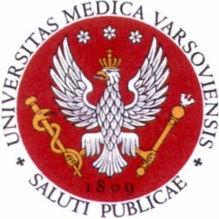 UNIVERSITAS MEDICA VARSOVIENSIS
1809
SALUTI PUBLICAE